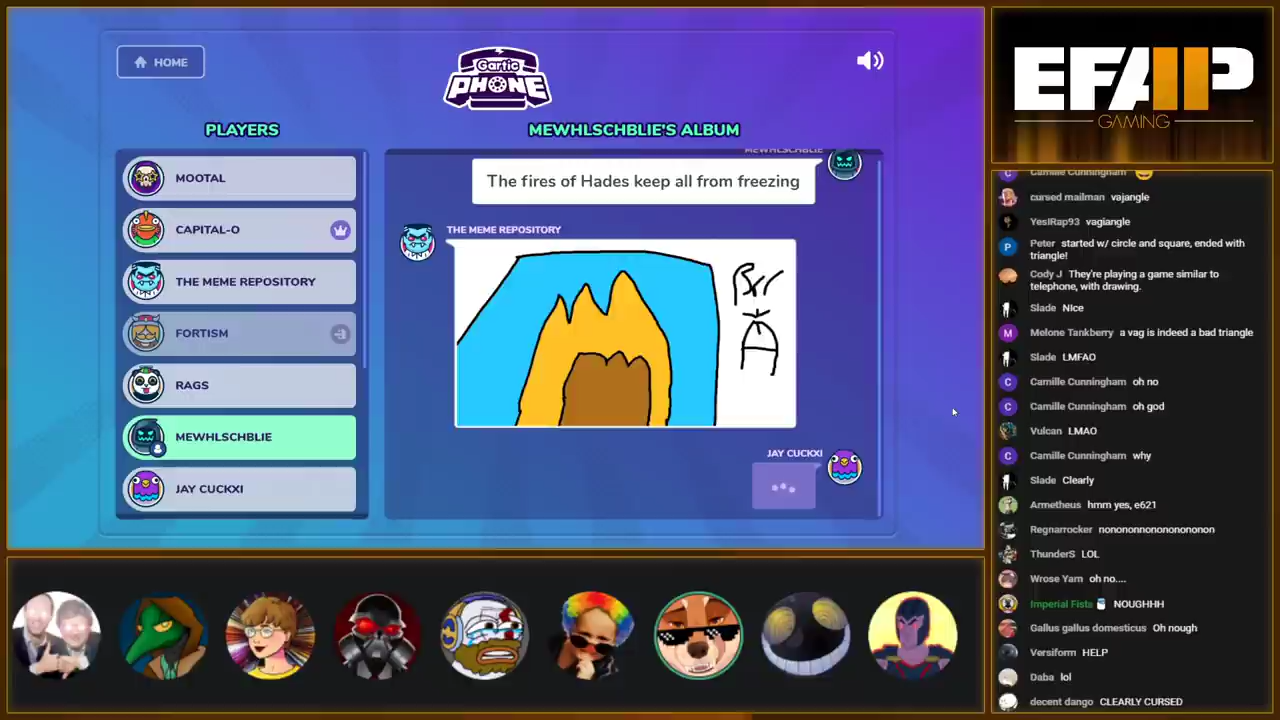 HOME
Gartic
PHONE
PLAYERS
MOOTAL
CAPITAL-O
THE MEME REPOSITORY
FORTISM
RAGS
MEWHLSCHBLIE
JAY CUCKXI
MEWHLSCHBLIE'S ALBUM
MEWHLSCHBLIE
The fires of Hades keep all from freezing
THE MEME REPOSITORY
Brr
JAY CUCKXI
EFAP
GAMING
Camille Cunningham
cursed mailman vajangle
YesIRap93 vagiangle
Peter started w/ circle and square, ended with
triangle!
Cody J They're playing a game similar to
telephone, with drawing.
Slade NIce
Melone Tankberry a vag is indeed a bad triangle
Slade LMFAO
Camille Cunningham oh no
Camille Cunningham oh god
Vulcan LMAO
Camille Cunningham why
Slade Clearly
Armetheus hmm yes, e621
Regnarrocker nonononnononononon
ThunderS LOL
Wrose Yarn oh no....
Imperial Fists NOUGHHH
Gallus gallus domesticus Oh nough
Versiform HELP
Daba lol
decent dango CLEARLY CURSED